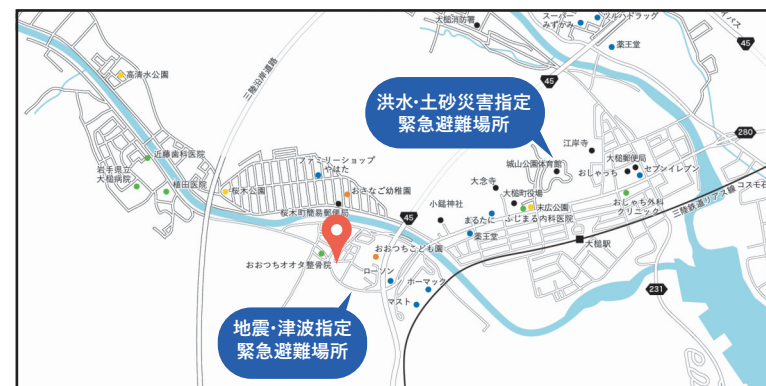 大槌消防署
スーパー
みずかみ
ツルハドラッグ
薬王堂
45
45
高清水公園
三陸沿岸道路
洪水・土砂災害指定
緊急避難場所
江岸寺
280
近藤歯科医院
岩手県立
大槌病院
植田医院
ファミリーショップ
やはた
城山公園体育館
大槌郵便局
おしゃっち
セブンイレブン
桜木公園
おさなご幼稚園
大念寺
大槌町役場
末広公園
おしゃち外科
クリニック
三陸鉄道リアス線
コスモ石
桜木町簡易郵便局
小鎚神社
45
まるたに
ふじまる内科医院
薬王堂
大槌駅
おおつちオオタ整骨院
おおつちこども園
ローソン
ホーマック
マスト
231
地震・津波指定
緊急避難場所